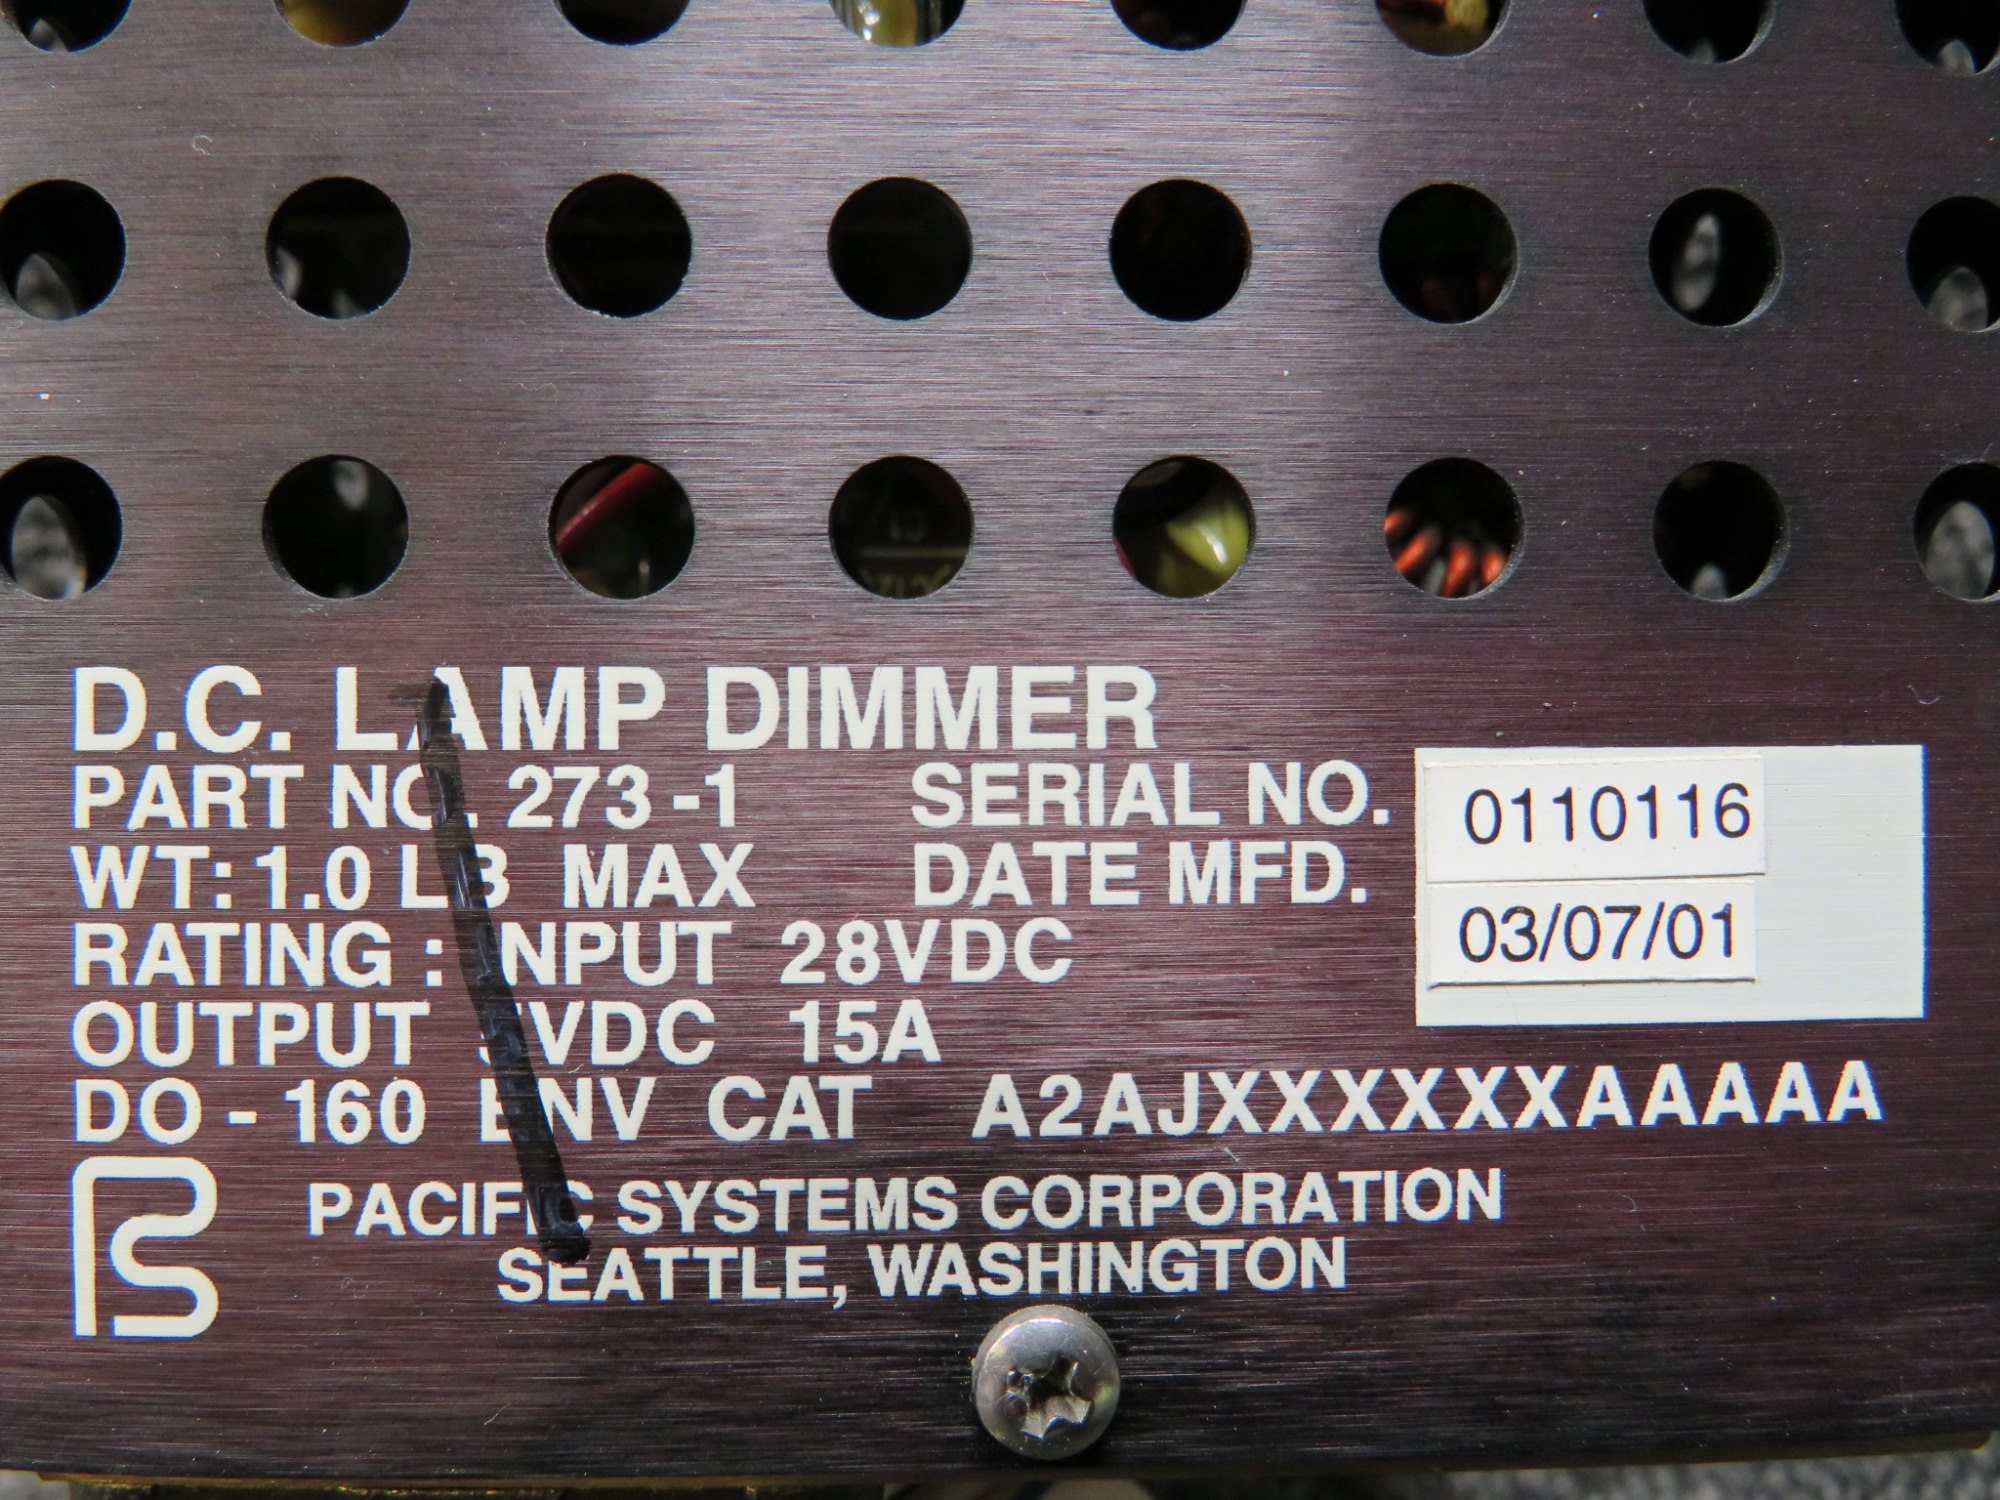 D.C. LAMP DIMMER
PART NO. 273-1
SERIAL NO. 0110116
WT: 1.0 LB MAX
DATE MFD. 03/07/01
RATING : INPUT 28VDC
OUTPUT 5VDC 15A
DO-160 ENV CAT A2AJXXXXXXAAAAA
PACIFIC SYSTEMS CORPORATION
SEATTLE, WASHINGTON